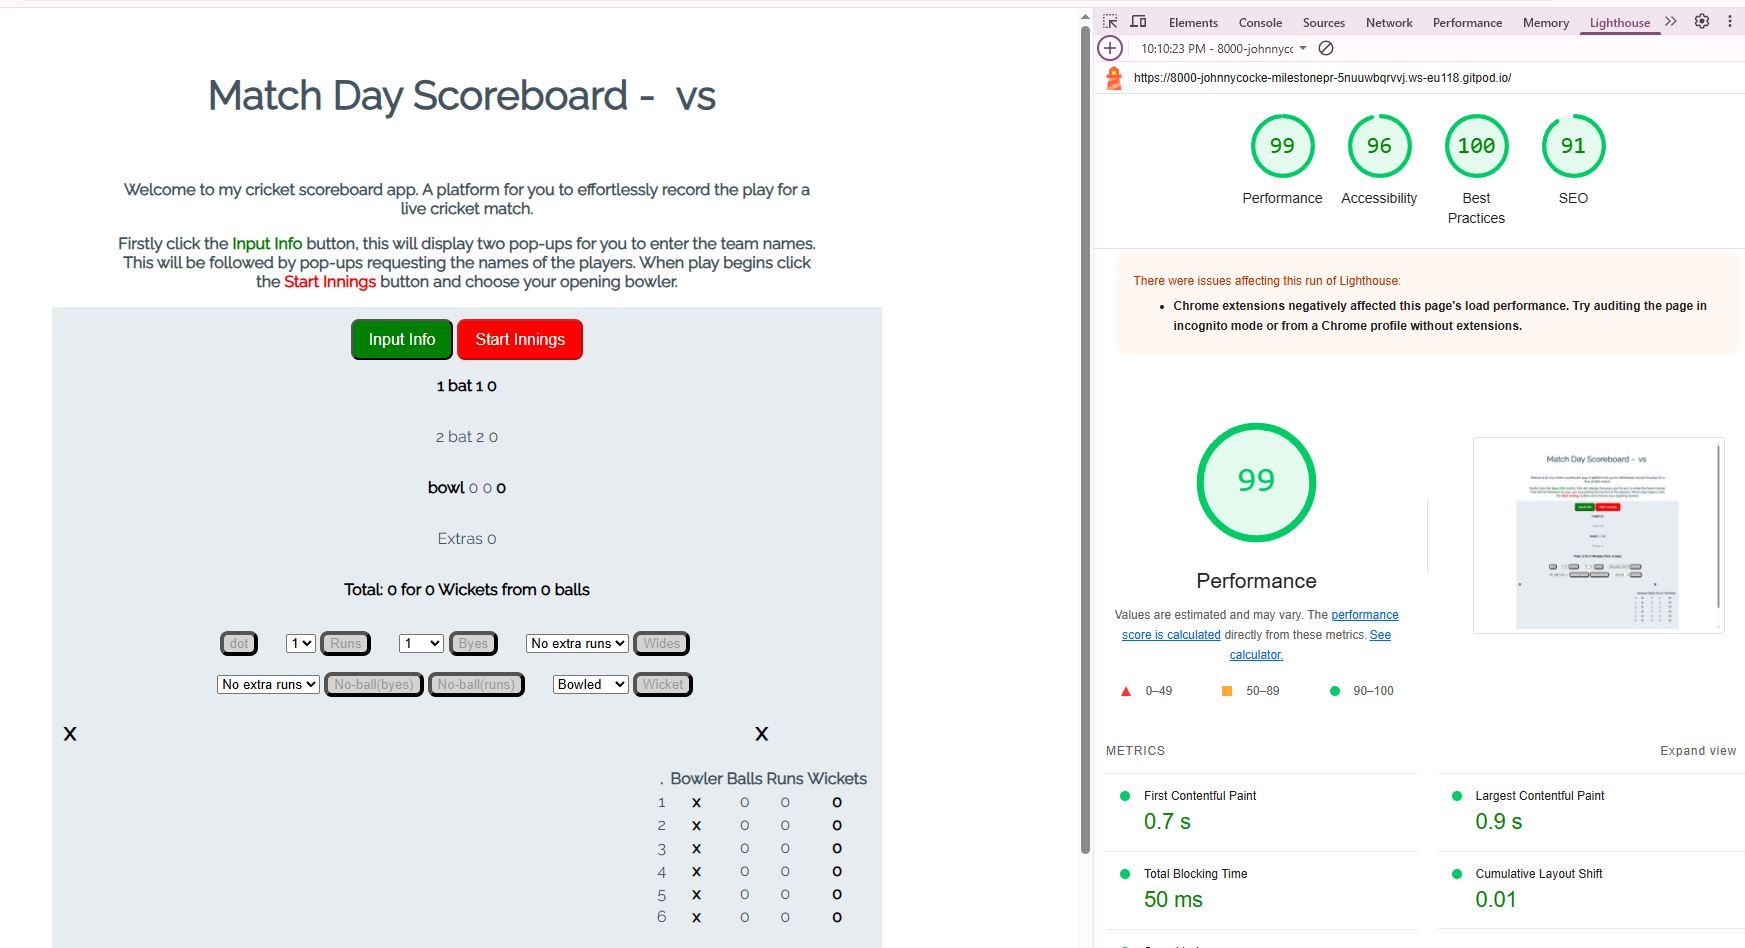 Match Day Scoreboard - vs
Welcome to my cricket scoreboard app. A platform for you to effortlessly record the play for a
live cricket match.
Firstly click the Input Info button, this will display two pop-ups for you to enter the team names.
This will be followed by pop-ups requesting the names of the players. When play begins click
the Start Innings button and choose your opening bowler.
Input Info Start Innings
1 bat 1 0
2 bat 2 0
bowl 0 0 0
Extras 0
Total: 0 for 0 Wickets from 0 balls
dot 1 Runs 1 Byes No extra runs Wides
No extra runs No-ball(byes) No-ball(runs) Bowled Wicket
X X
. Bowler Balls Runs Wickets
1 x 0 0 0
2 x 0 0 0
3 x 0 0 0
4 x 0 0 0
5 x 0 0 0
6 x 0 0 0
Elements Console Sources Network Performance Memory Lighthouse
10:10:23 PM - 8000-johnnycc
https://8000-johnnycocke-milestonepr-5nuuwbqrvvj.ws-eu118.gitpod.io/
99 96 100 91
Performance Accessibility Best Practices SEO
There were issues affecting this run of Lighthouse:
• Chrome extensions negatively affected this page's load performance. Try auditing the page in
incognito mode or from a Chrome profile without extensions.
99
Performance
Values are estimated and may vary. The performance
score is calculated directly from these metrics. See
calculator.
0–49 50–89 90–100
METRICS Expand view
First Contentful Paint
0.7 s
Largest Contentful Paint
0.9 s
Total Blocking Time
50 ms
Cumulative Layout Shift
0.01